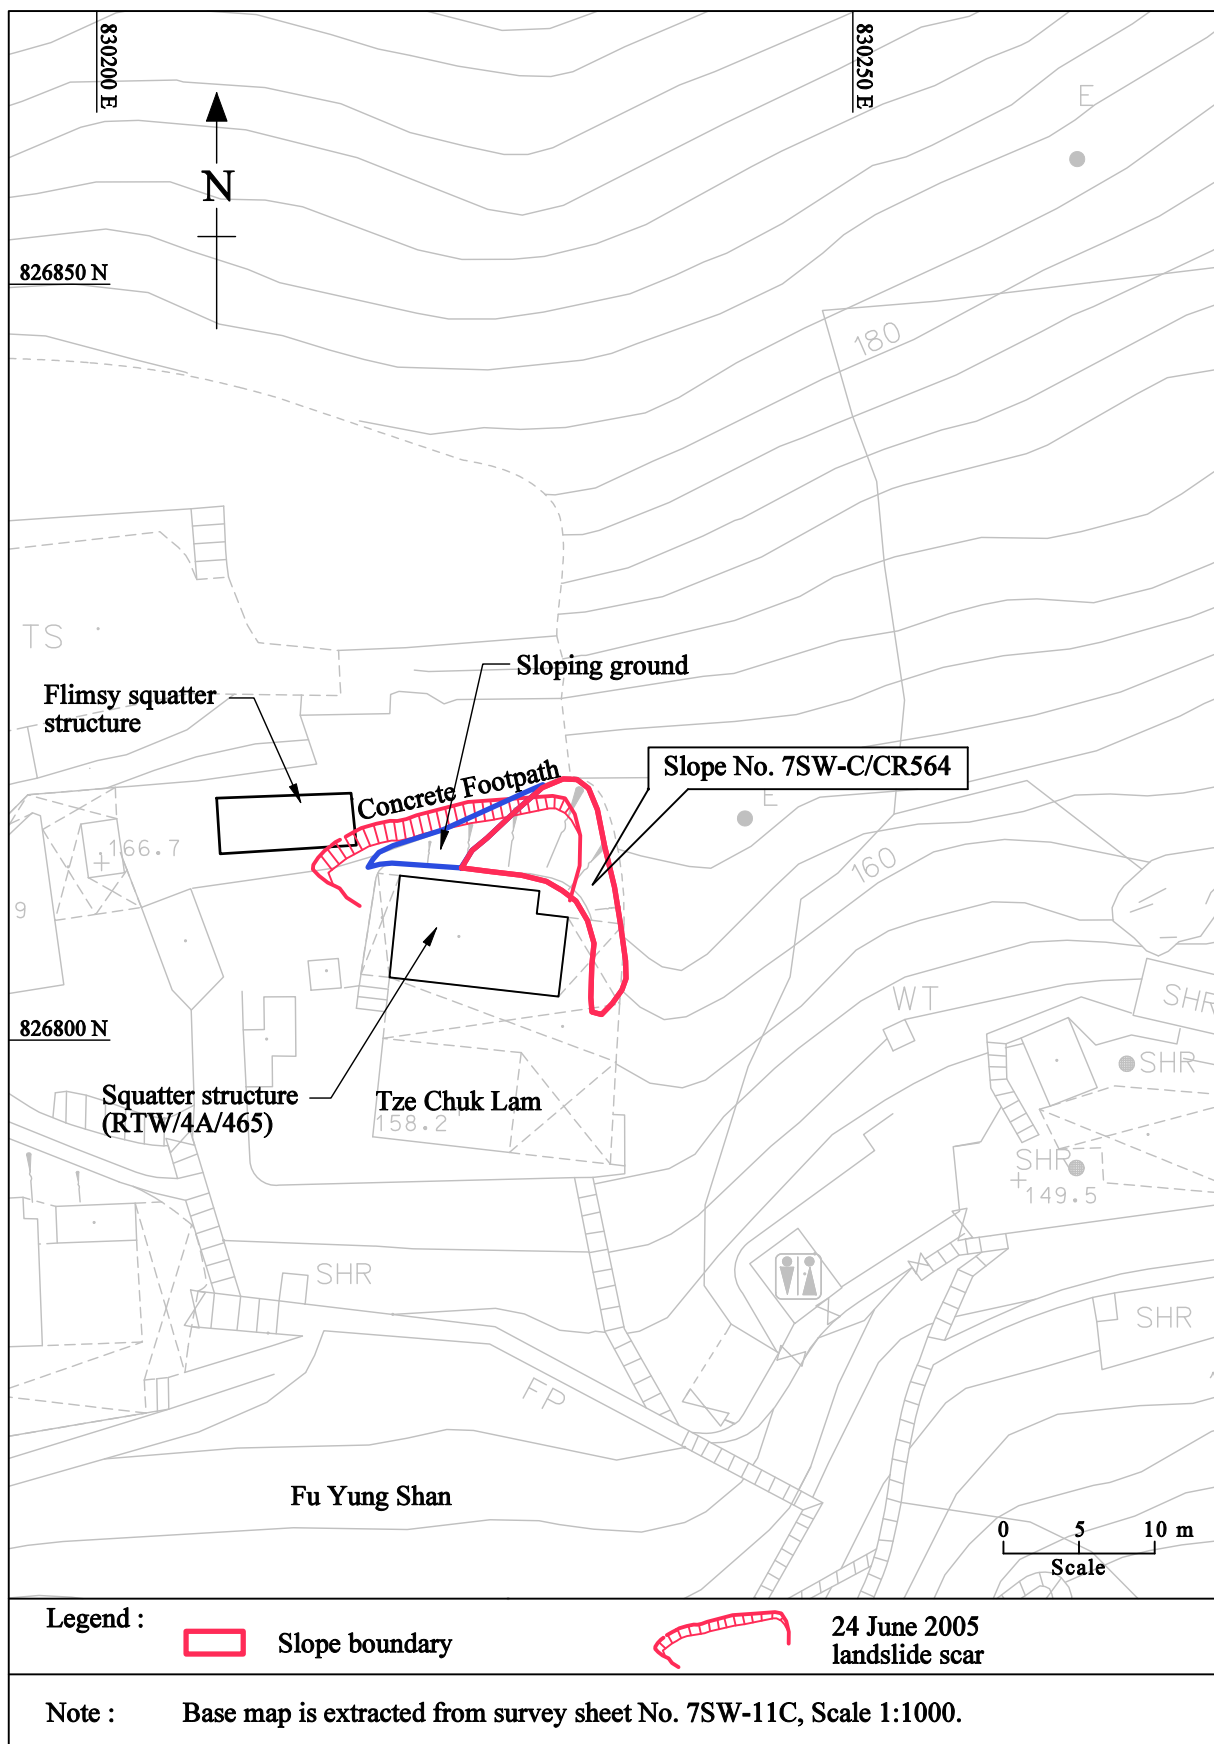 830200 E
830250 E
E
N
826850 N
180
TS
Sloping ground
Flimsy squatter
structure
Slope No. 7SW-C/CR564
Concrete Footpath
E
166.7
160
9
WT
SHR
826800 N
SHR
Squatter structure
(RTW/4A/465)
Tze Chuk Lam
158.2
SHR
149.5
SHR
SHR
FP
Fu Yung Shan
0 5 10 m
Scale
Legend :
Slope boundary
24 June 2005
landslide scar
Note : Base map is extracted from survey sheet No. 7SW-11C, Scale 1:1000.